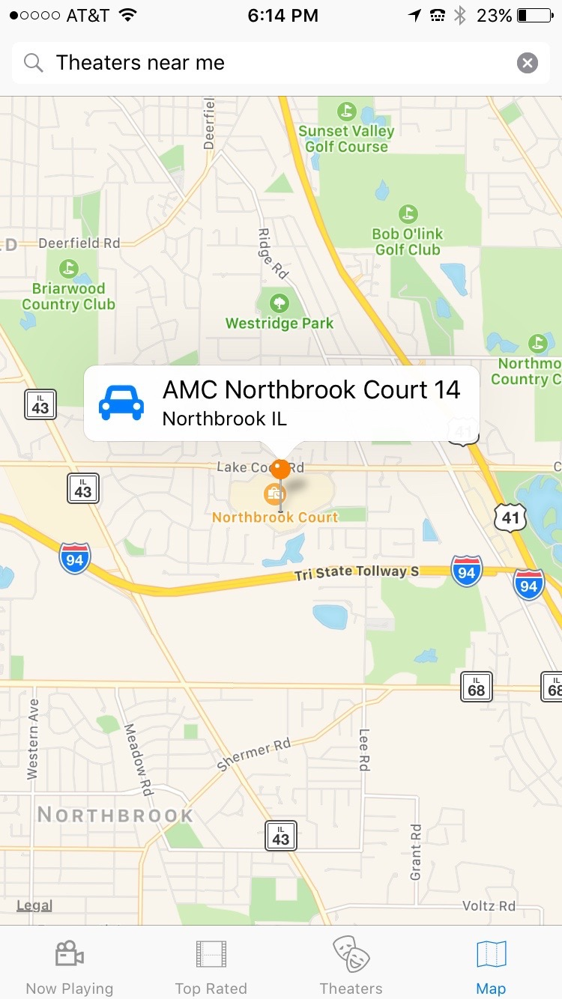 AT&T 6:14 PM 23%
Theaters near me
Deerfiel
Sunset Valley
Golf Course
Bob O'link
Golf Club
Deerfield Rd
Ridge Rd
Briarwood
Country Club
Westridge Park
Northmo
Country C
AMC Northbrook Court 14
Northbrook IL
IL
43
41
Lake Coo Rd
C
IL
43
Northbrook Court
41
94
Tri State Tollway S
94
94
IL
68
IL
68
Western Ave
Meadow Rd
Shermer Rd
Lee Rd
NORTHBROOK
IL
43
Grant Rd
Legal
Voltz Rd
Now Playing
Top Rated
Theaters
Map